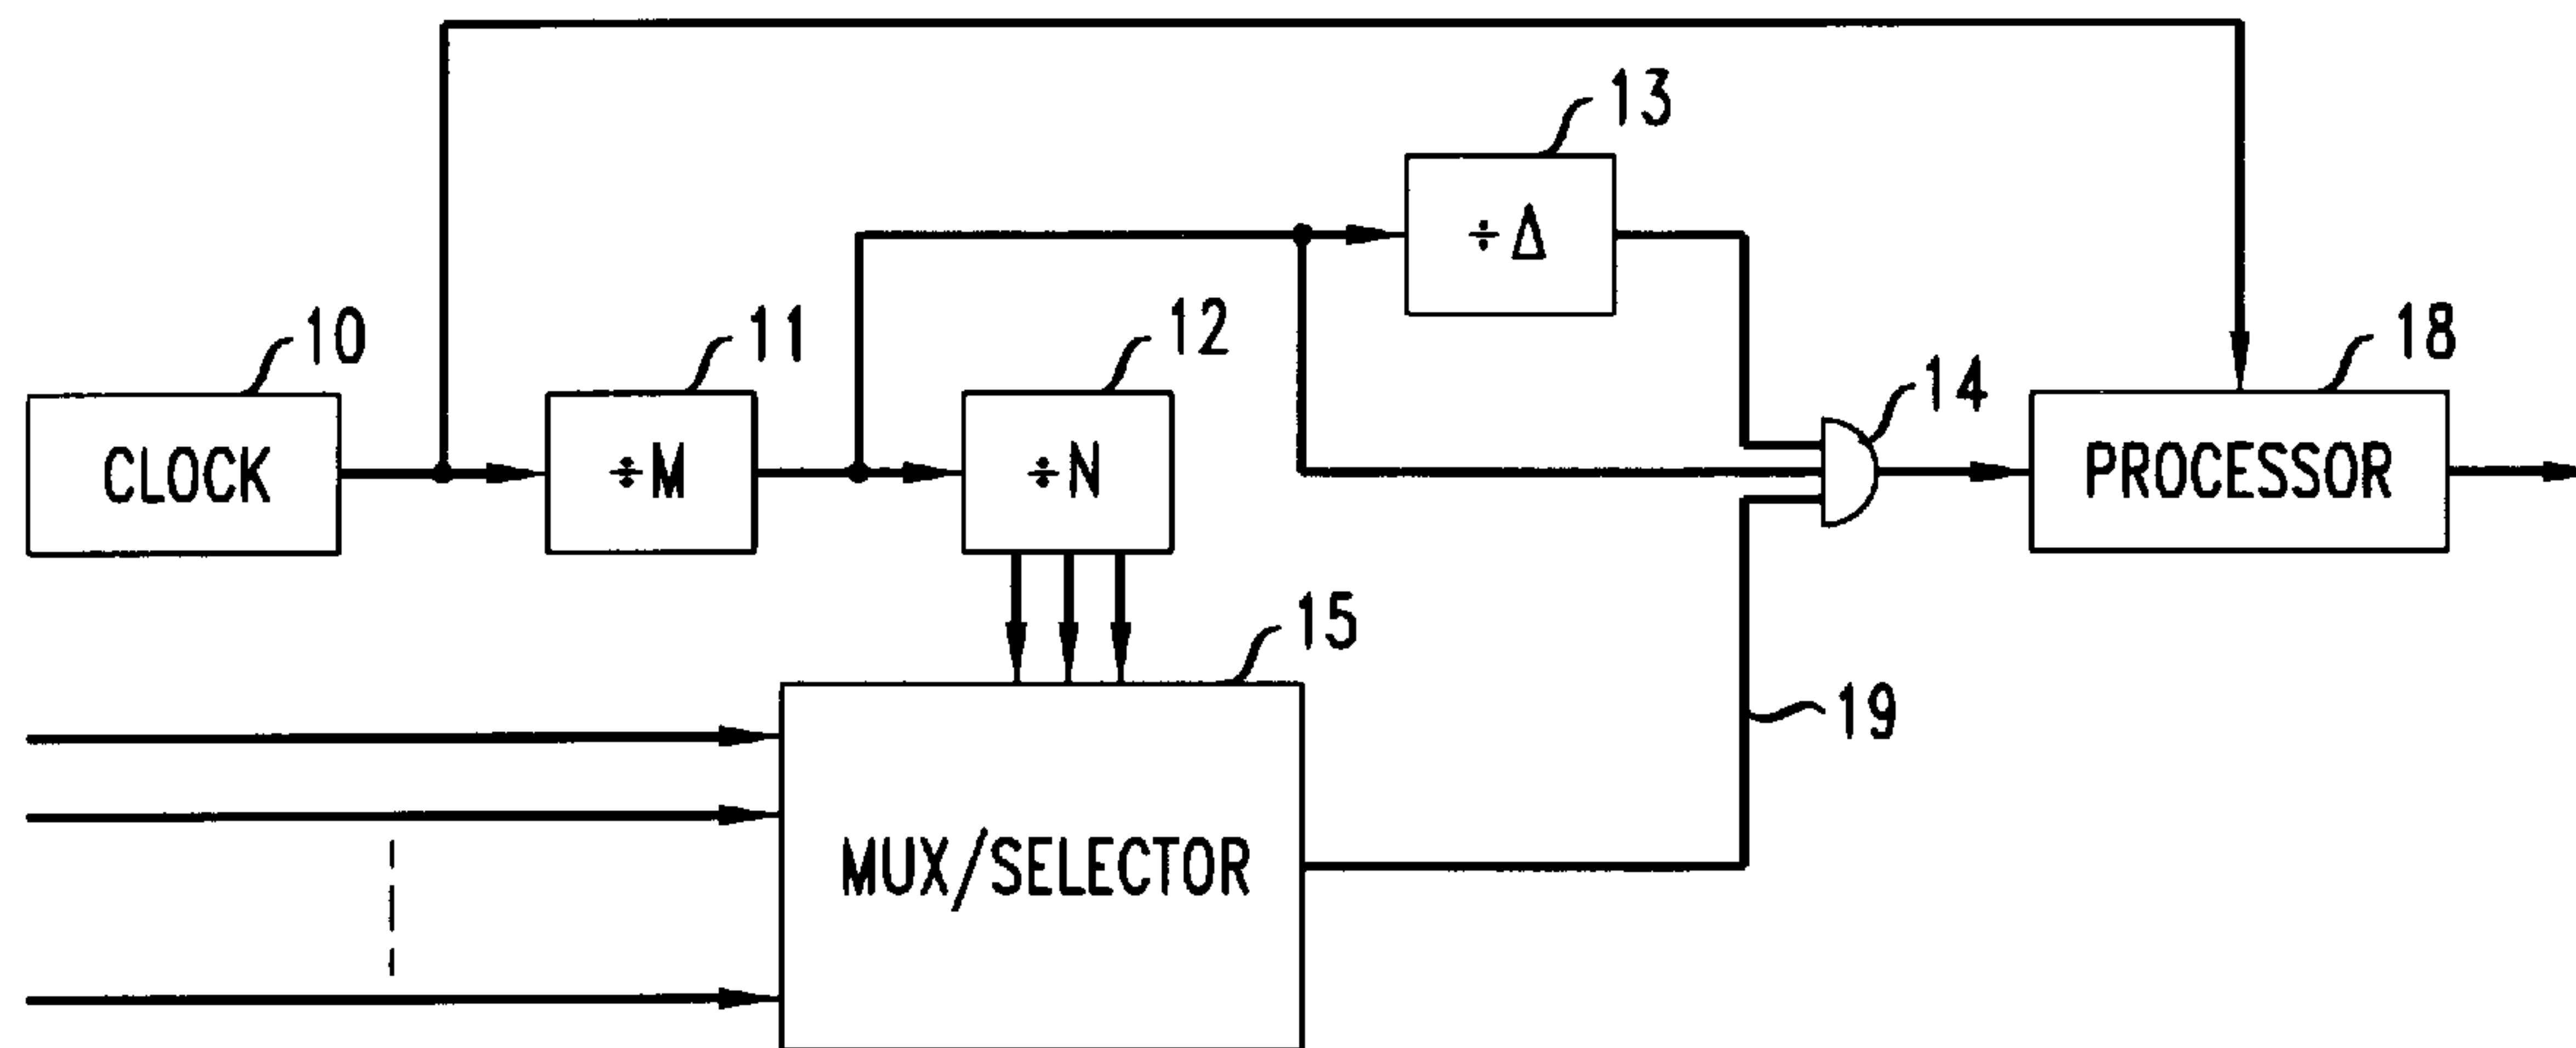 13
10
11
12
18
14
÷Δ
CLOCK
÷M
÷N
PROCESSOR
15
19
MUX/SELECTOR